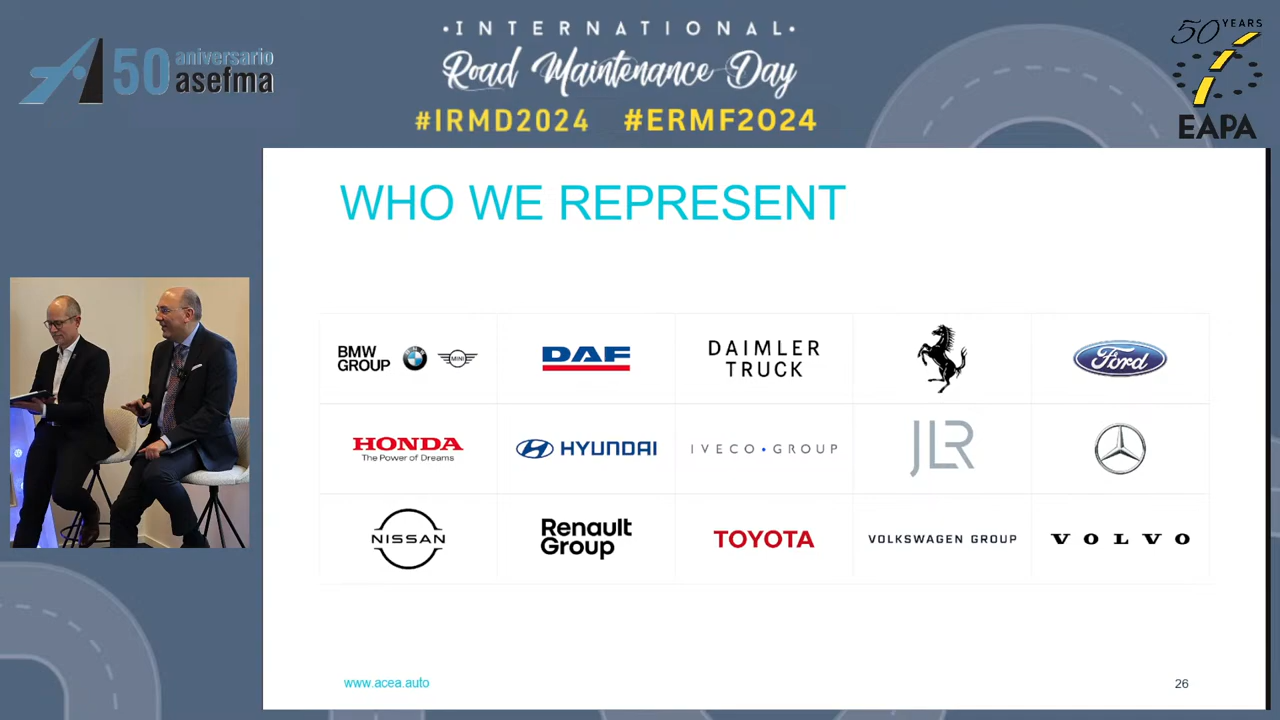 50 aniversario asefma
·INTERNATIONAL·
Road Maintenance Day
#IRMD2024 #ERMF2024
50 YEARS
EAPA
WHO WE REPRESENT
BMW GROUP MINI
DAF
DAIMLER TRUCK
Ford
HONDA
The Power of Dreams
HYUNDAI
IVECO·GROUP
JLR
NISSAN
Renault Group
TOYOTA
VOLKSWAGEN GROUP
VOLVO
www.acea.auto
26